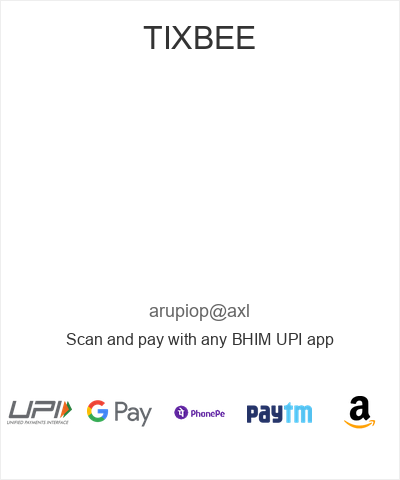 TIXBEE
arupiop@axl
Scan and pay with any BHIM UPI app
UPI G Pay PhonePe paytm a
UNIFIED PAYMENTS INTERFACE